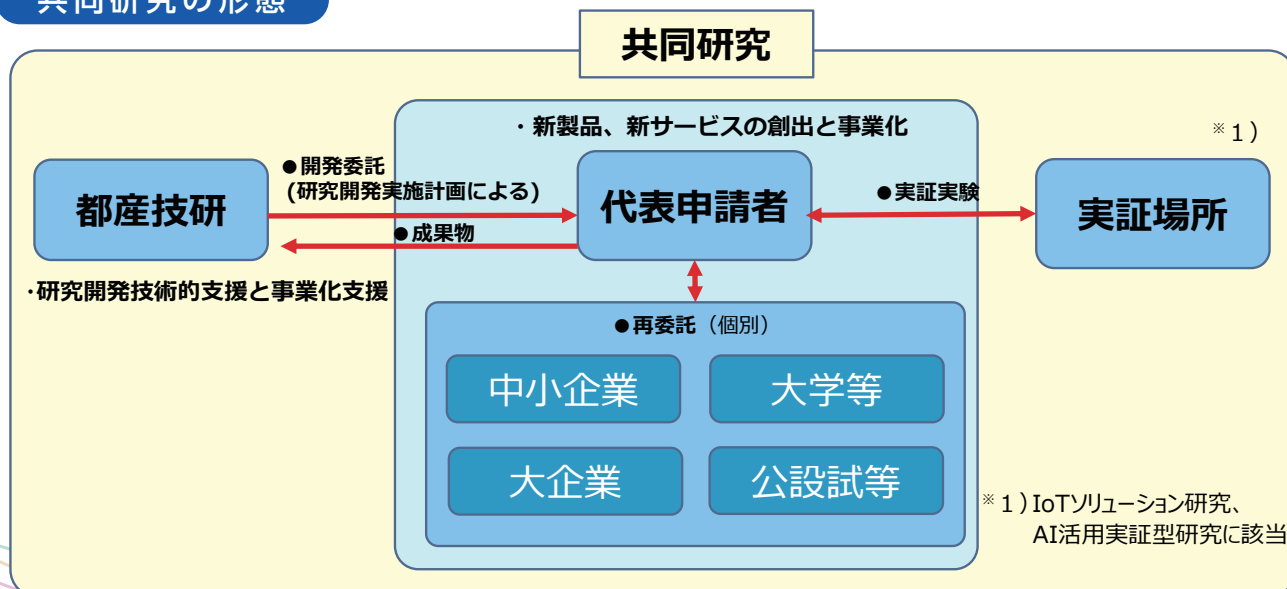 共同研究の形態
共同研究
・新製品、新サービスの創出と事業化
※1)
●開発委託
(研究開発実施計画による)
都産技研
代表申請者
●実証実験
実証場所
●成果物
・研究開発技術的支援と事業化支援
●再委託（個別）
中小企業
大学等
大企業
公設試等
※1）IoTソリューション研究、
AI活用実証型研究に該当